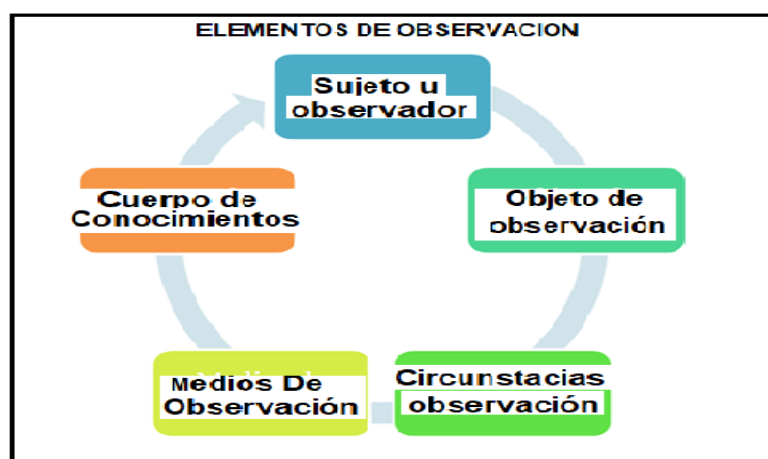 ELEMENTOS DE OBSERVACION
Sujeto u
observador
Objeto de
observación
Circunstacias
observación
Medios De
Observación
Cuerpo de
Conocimientos